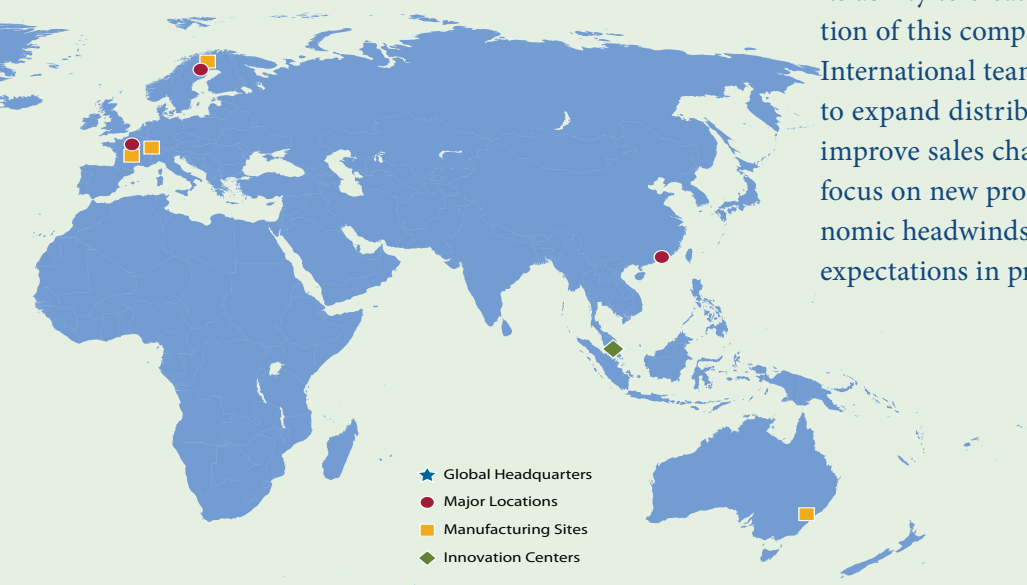 tion of this comp
International tean
to expand distrib
improve sales cha
focus on new pro
nomic headwinds
expectations in pr
Global Headquarters
Major Locations
Manufacturing Sites
Innovation Centers